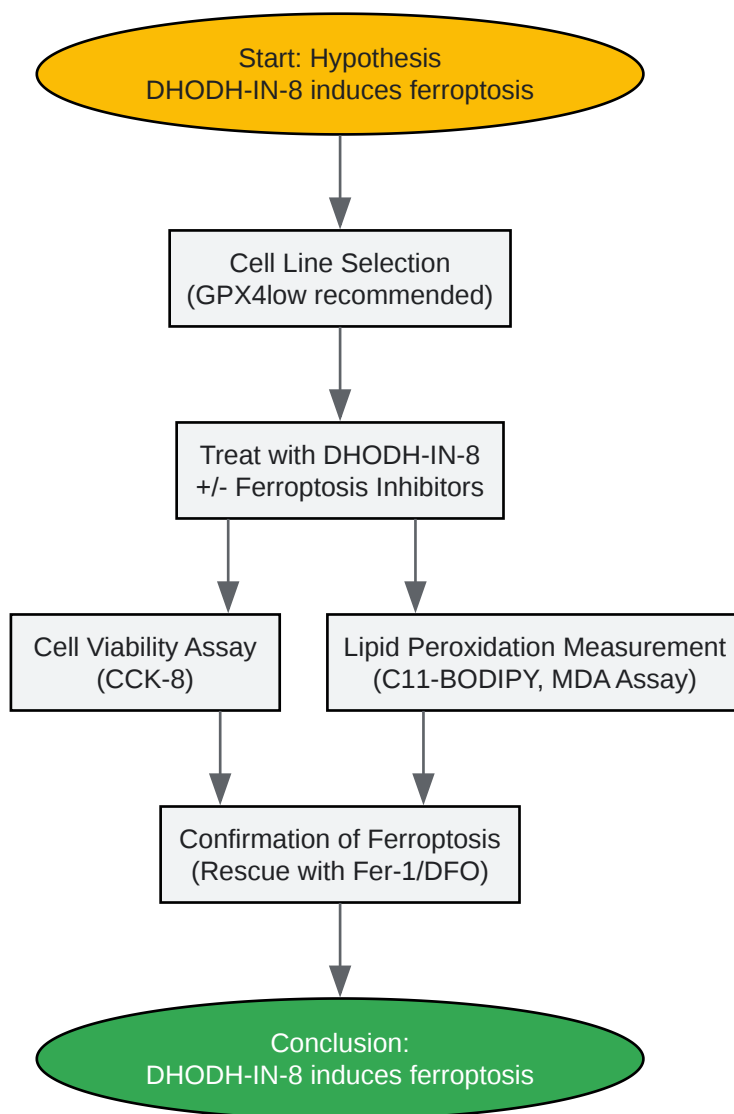 Start: Hypothesis
DHODH-IN-8 induces ferroptosis
Cell Line Selection
(GPX4low recommended)
Treat with DHODH-IN-8
+/- Ferroptosis Inhibitors
Cell Viability Assay
(CCK-8)
Lipid Peroxidation Measurement
(C11-BODIPY, MDA Assay)
Confirmation of Ferroptosis
(Rescue with Fer-1/DFO)
Conclusion:
DHODH-IN-8 induces ferroptosis